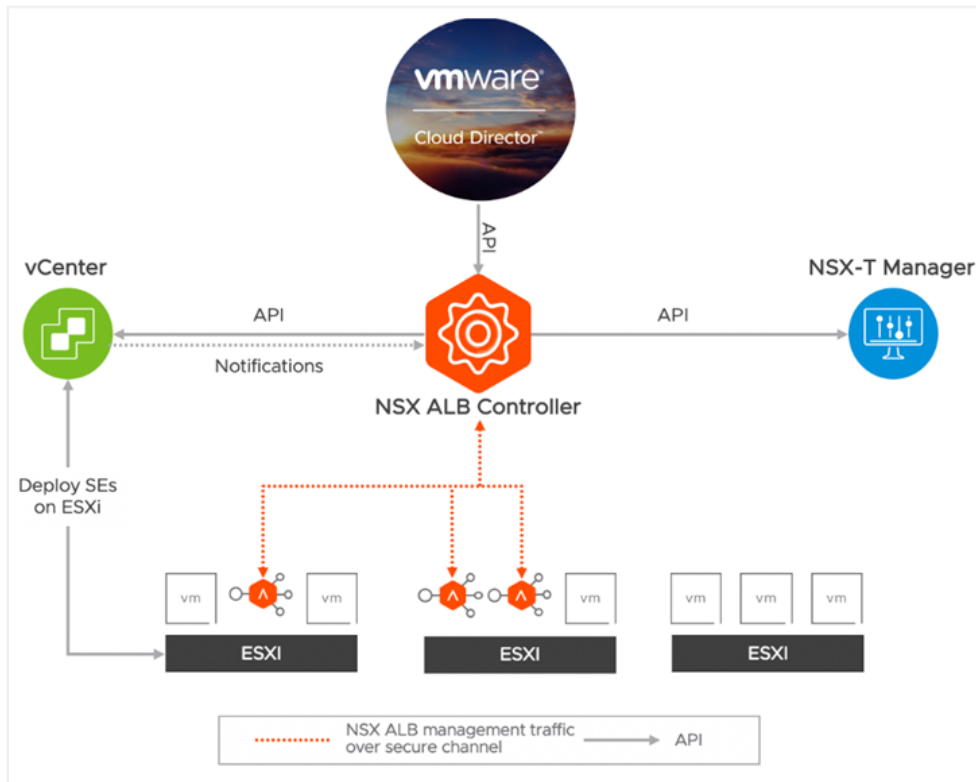 vmware®
Cloud Director™
API
vCenter
NSX-T Manager
API
API
Notifications
NSX ALB Controller
Deploy SEs
on ESXi
vm
vm
vm
vm
vm
vm
ESXI
ESXI
ESXI
NSX ALB management traffic
over secure channel
API